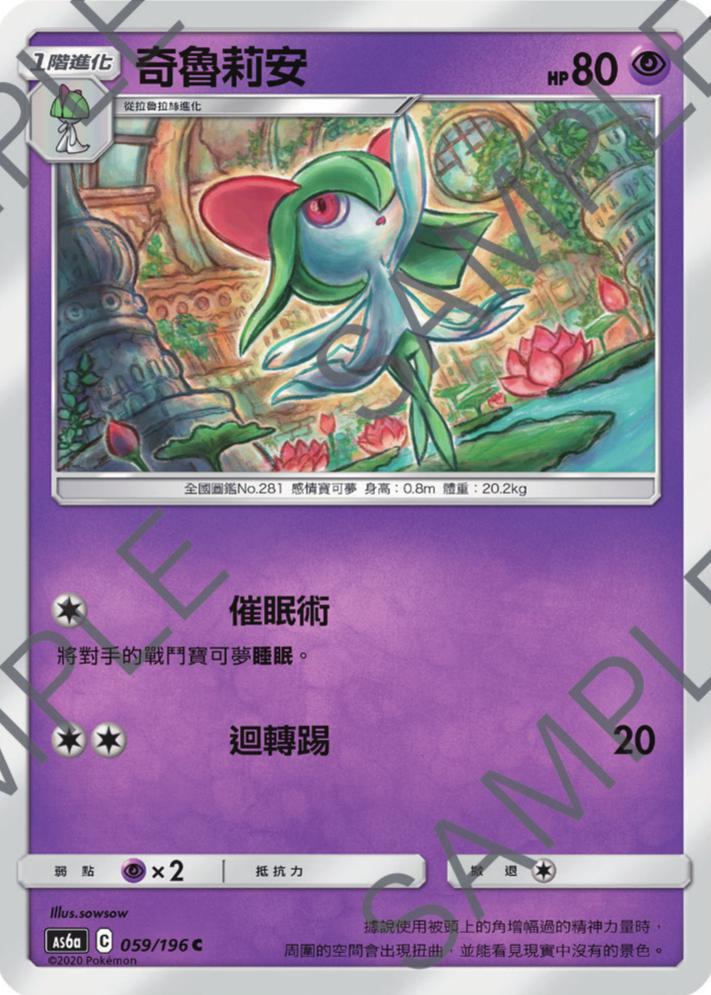 1階進化
奇魯莉安
HP80
從拉魯拉絲進化
全國圖鑑No.281 感情寶可夢 身高：0.8m 體重：20.2kg
催眠術
將對手的戰鬥寶可夢睡眠。
迴轉踢 20
弱點 ×2 抵抗力 撤退
Illus.sowsow
AS6a C 059/196 C
©2020 Pokémon
據說使用被頭上的角增幅過的精神力量時，
周圍的空間會出現扭曲，並能看見現實中沒有的景色。
SAMPLE
SAMPLE
SAMPLE
SAMPLE